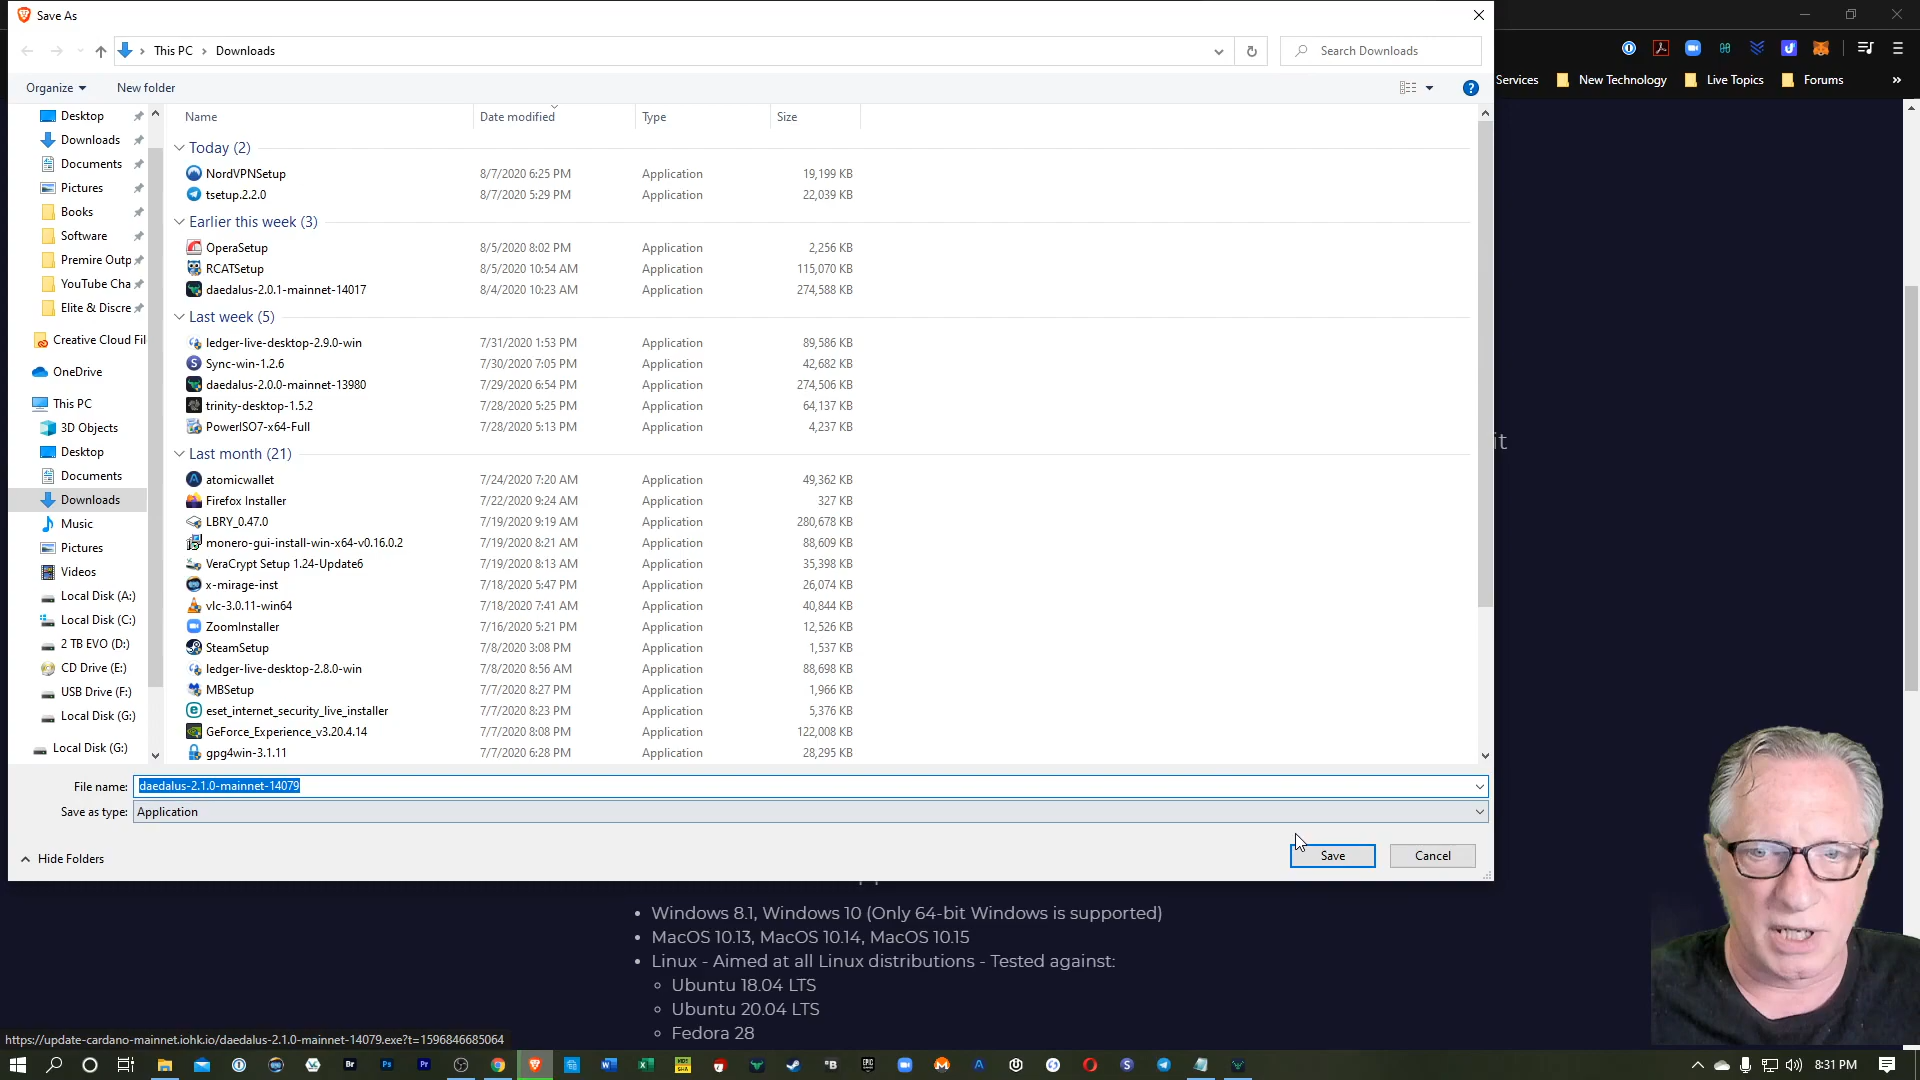 Save As
This PC
Downloads
Search Downloads
Organize
New folder
Services
New Technology
Live Topics
Forums
»
Desktop
Downloads
Documents
Pictures
Books
Software
Premire Outp
YouTube Cha
Elite & Discre
Creative Cloud Fil
OneDrive
This PC
3D Objects
Desktop
Documents
Downloads
Music
Pictures
Videos
Local Disk (A:)
Local Disk (C:)
2 TB EVO (D:)
CD Drive (E:)
USB Drive (F:)
Local Disk (G:)
Local Disk (G:)
Name Date modified Type Size
Today (2)
NordVPNSetup 8/7/2020 6:25 PM Application 19,199 KB
tsetup.2.2.0 8/7/2020 5:29 PM Application 22,039 KB
Earlier this week (3)
OperaSetup 8/5/2020 8:02 PM Application 2,256 KB
RCATSetup 8/5/2020 10:54 AM Application 115,070 KB
daedalus-2.0.1-mainnet-14017 8/4/2020 10:23 AM Application 274,588 KB
Last week (5)
ledger-live-desktop-2.9.0-win 7/31/2020 1:53 PM Application 89,586 KB
Sync-win-1.2.6 7/30/2020 7:05 PM Application 42,682 KB
daedalus-2.0.0-mainnet-13980 7/29/2020 6:54 PM Application 274,506 KB
trinity-desktop-1.5.2 7/28/2020 5:25 PM Application 64,137 KB
PowerISO7-x64-Full 7/28/2020 5:13 PM Application 4,237 KB
Last month (21)
atomicwallet 7/24/2020 7:20 AM Application 49,362 KB
Firefox Installer 7/22/2020 9:24 AM Application 327 KB
LBRY_0.47.0 7/19/2020 9:19 AM Application 280,678 KB
monero-gui-install-win-x64-v0.16.0.2 7/19/2020 8:21 AM Application 88,609 KB
VeraCrypt Setup 1.24-Update6 7/19/2020 8:13 AM Application 35,398 KB
x-mirage-inst 7/18/2020 5:47 PM Application 26,074 KB
vlc-3.0.11-win64 7/18/2020 7:41 AM Application 40,844 KB
ZoomInstaller 7/16/2020 5:21 PM Application 12,526 KB
SteamSetup 7/8/2020 3:08 PM Application 1,537 KB
ledger-live-desktop-2.8.0-win 7/8/2020 8:56 AM Application 88,698 KB
MBSetup 7/7/2020 8:27 PM Application 1,966 KB
eset_internet_security_live_installer 7/7/2020 8:23 PM Application 5,376 KB
GeForce_Experience_v3.20.4.14 7/7/2020 8:08 PM Application 122,008 KB
gpg4win-3.1.11 7/7/2020 6:28 PM Application 28,295 KB
it
File name: daedalus-2.1.0-mainnet-14079
Save as type: Application
Hide Folders
Save
Cancel
• Windows 8.1, Windows 10 (Only 64-bit Windows is supported)
• MacOS 10.13, MacOS 10.14, MacOS 10.15
• Linux - Aimed at all Linux distributions - Tested against:
◦ Ubuntu 18.04 LTS
◦ Ubuntu 20.04 LTS
◦ Fedora 28
https://update-cardano-mainnet.iohk.io/daedalus-2.1.0-mainnet-14079.exe?t=1596846685064
8:31 PM